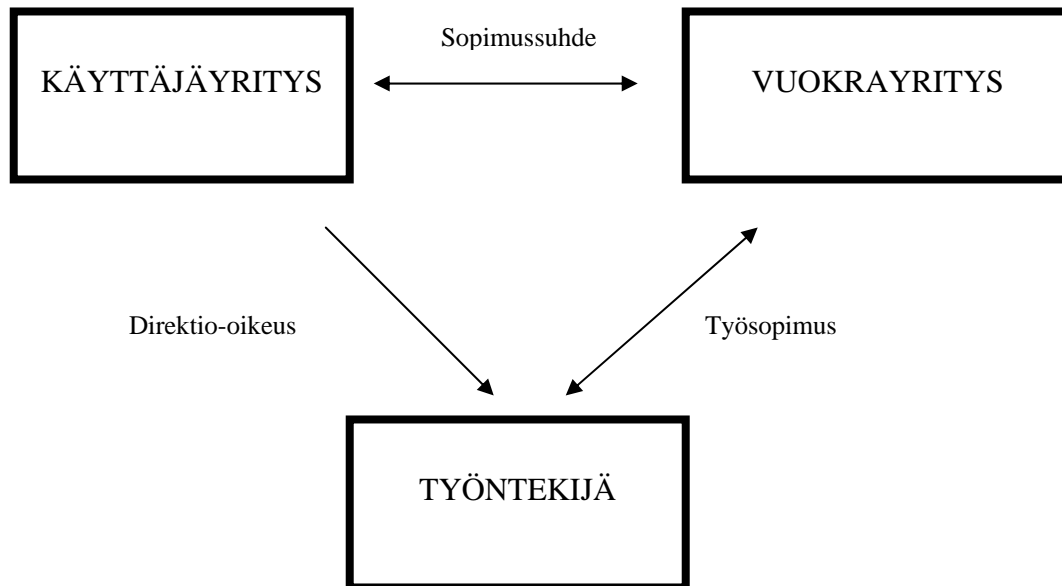 Sopimussuhde
KÄYTTÄJÄYRITYS
VUOKRAYRITYS
Direktio-oikeus
Työsopimus
TYÖNTEKIJÄ